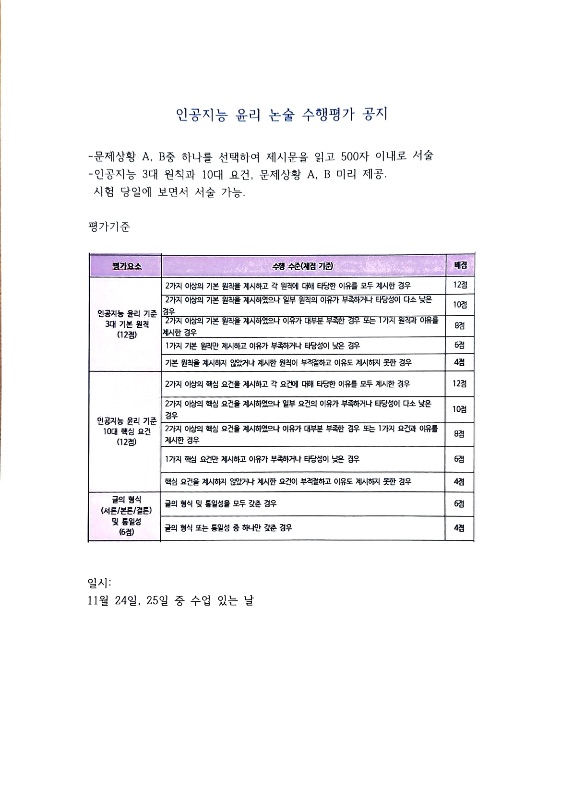 인공지능 윤리 논술 수행평가 공지
-문제상황 A, B중 하나를 선택하여 제시문을 읽고 500자 이내로 서술
-인공지능 3대 원칙과 10대 요건, 문제상황 A, B 미리 제공.
시험 당일에 보면서 서술 가능.
평가기준
평가요소 수행 수준(채점 기준) 배점
인공지능 윤리 기준
3대 기본 원칙
(12점)
2가지 이상의 기본 원칙을 제시하고 각 원칙에 대해 타당한 이유를 모두 제시한 경우 12점
2가지 이상의 기본 원칙을 제시하였으나 일부 원칙의 이유가 부족하거나 타당성이 다소 낮은
경우 10점
2가지 이상의 기본 원칙을 제시하였으나 이유가 대부분 부족한 경우 또는 1가지 원칙과 이유를
제시한 경우 8점
1가지 기본 원칙만 제시하고 이유가 부족하거나 타당성이 낮은 경우 6점
기본 원칙을 제시하지 않았거나 제시한 원칙이 부적절하고 이유도 제시하지 못한 경우 4점
인공지능 윤리 기준
10대 핵심 요건
(12점)
2가지 이상의 핵심 요건을 제시하고 각 요건에 대해 타당한 이유를 모두 제시한 경우 12점
2가지 이상의 핵심 요건을 제시하였으나 일부 요건의 이유가 부족하거나 타당성이 다소 낮은
경우 10점
2가지 이상의 핵심 요건을 제시하였으나 이유가 대부분 부족한 경우 또는 1가지 요건과 이유를
제시한 경우 8점
1가지 핵심 요건만 제시하고 이유가 부족하거나 타당성이 낮은 경우 6점
핵심 요건을 제시하지 않았거나 제시한 요건이 부적절하고 이유도 제시하지 못한 경우 4점
글의 형식
(서론/본론/결론)
및 통일성
(6점)
글의 형식 및 통일성을 모두 갖춘 경우 6점
글의 형식 또는 통일성 중 하나만 갖춘 경우 4점
일시:
11월 24일, 25일 중 수업 있는 날